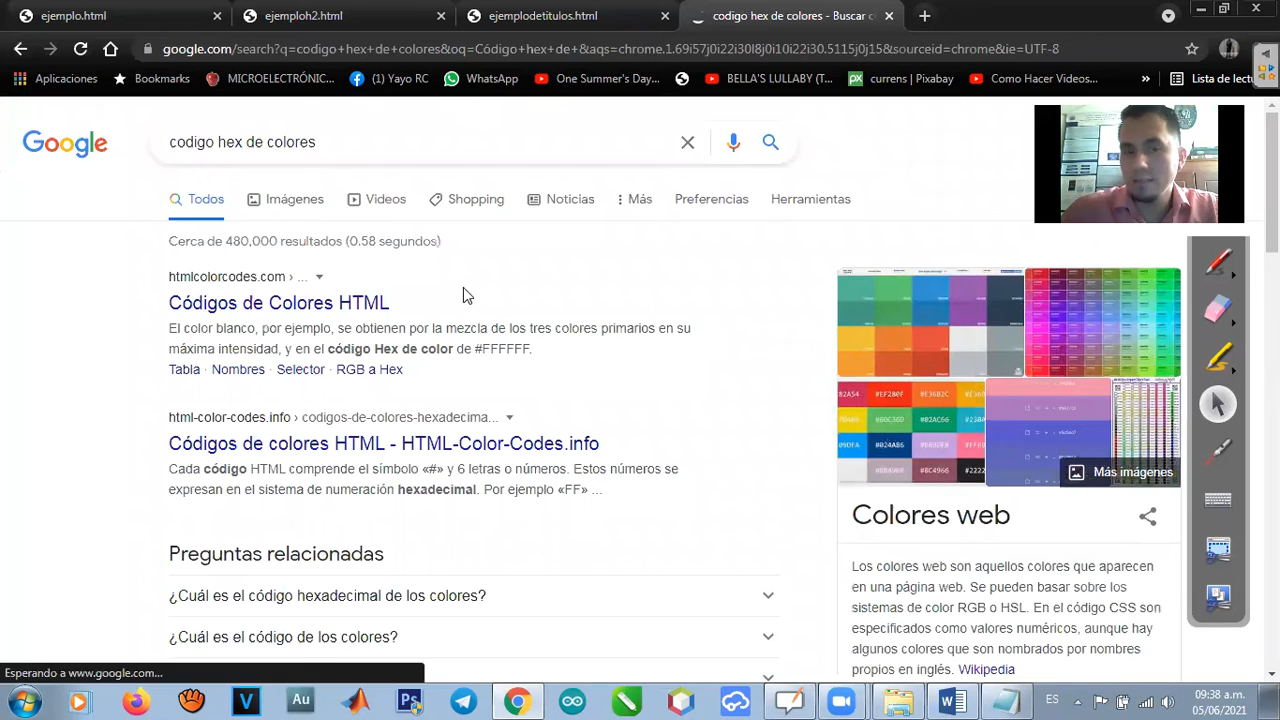 ejemplo.html
ejemploh2.html
Ejemplodetitulos.html
codigo hex de colores - Buscar c
google.com/search?q=codigo+hex+de+colores&oq=Código+hex+de+&aqs=chrome.1.69i57j0i22i30l8j0i10i22i30.5115j0j15&sourceid=chrome&ie=UTF-8
Aplicaciones
Bookmarks
MICROELECTRÓNIC...
(1) Yayo RC
WhatsApp
One Summer's Day...
BELLA'S LULLABY (T...
currens | Pixabay
Como Hacer Videos...
»
Lista de lectu
Google
codigo hex de colores
Todos
Imágenes
Videos
Shopping
Noticias
Más
Preferencias
Herramientas
Cerca de 480,000 resultados (0.58 segundos)
htmlcolorcodes.com › ...
Códigos de Colores HTML
El color blanco, por ejemplo, se obtienen por la mezcla de los tres colores primarios en su
máxima intensidad, y en el código Hex de color de #FFFFFF.
Tabla · Nombres · Selector · RGB a Hex
html-color-codes.info › codigos-de-colores-hexadecima...
Códigos de colores HTML - HTML-Color-Codes.info
Cada código HTML comprende el símbolo «#» y 6 letras o números. Estos números se
expresan en el sistema de numeración hexadecimal. Por ejemplo «FF» ...
Preguntas relacionadas
¿Cuál es el código hexadecimal de los colores?
¿Cuál es el código de los colores?
#EF280F
#E36B2C
#60C36D
#B2AC66
#B24AB6
#BC4966
#2222
Más imágenes
Colores web
Los colores web son aquellos colores que aparecen
en una página web. Se pueden basar sobre los
sistemas de color RGB o HSL. En el código CSS son
especificados como valores numéricos, aunque hay
algunos colores que son nombrados por nombres
propios en inglés. Wikipedia
Esperando a www.google.com...
V
Au
Ps
W
ES
09:38 a.m.
05/06/2021